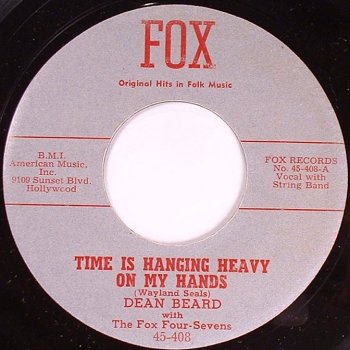 FOX
Original Hits in Folk Music
B.M.I.
American Music,
Inc.
9109 Sunset Blvd.
Hollywood
FOX RECORDS
No. 45-408-A
Vocal with
String Band
TIME IS HANGING HEAVY
ON MY HANDS
(Wayland Seals)
DEAN BEARD
with
The Fox Four-Sevens
45-408